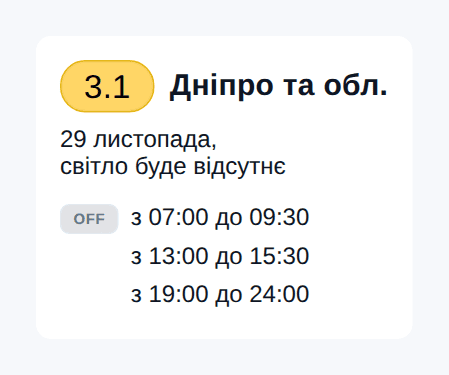 3.1 Дніпро та обл.
29 листопада,
світло буде відсутнє
OFF з 07:00 до 09:30
з 13:00 до 15:30
з 19:00 до 24:00